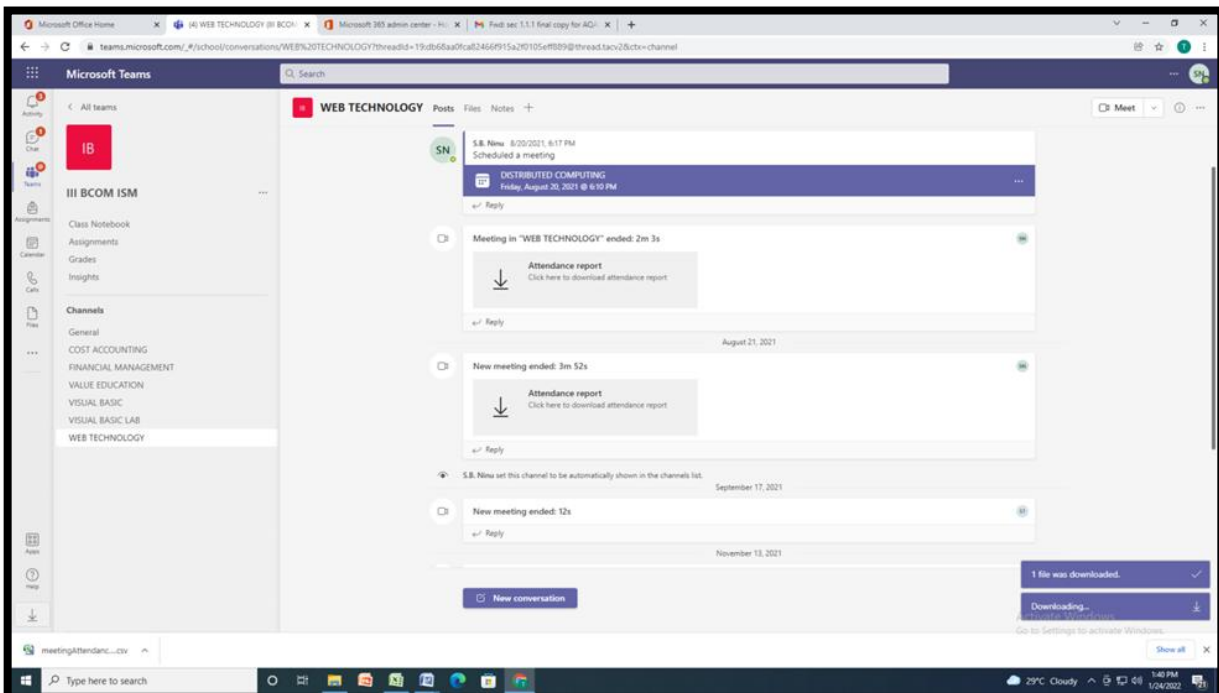 Microsoft Office Home
(4) WEB TECHNOLOGY (III BCOM
Microsoft 365 admin center - H
Fwd: sec 1.1.1 final copy for AQA
teams.microsoft.com/_#/school/conversations/WEB%20TECHNOLOGY?threadId=19:db68aa0fca82466f915a2f0105eff889@thread.tacv2&ctx=channel
T
Microsoft Teams
Search
SN
Activity
Chat
Teams
Assignments
Calendar
Calls
Files
Apps
Help
All teams
IB
III BCOM ISM
Class Notebook
Assignments
Grades
Insights
Channels
General
COST ACCOUNTING
FINANCIAL MANAGEMENT
VALUE EDUCATION
VISUAL BASIC
VISUAL BASIC LAB
WEB TECHNOLOGY
WEB TECHNOLOGY Posts Files Notes
Meet
SN
S.B. Ninu 8/20/2021, 6:17 PM
Scheduled a meeting
DISTRIBUTED COMPUTING
Friday, August 20, 2021 @ 6:10 PM
Reply
Meeting in "WEB TECHNOLOGY" ended: 2m 3s
Attendance report
Click here to download attendance report
Reply
August 21, 2021
New meeting ended: 3m 52s
Attendance report
Click here to download attendance report
Reply
S.B. Ninu set this channel to be automatically shown in the channels list.
September 17, 2021
New meeting ended: 12s
Reply
November 13, 2021
New conversation
1 file was downloaded.
Downloading...
Activate Windows
Go to Settings to activate Windows.
meetingAttendanc....csv
Show all
Type here to search
29°C Cloudy
1:40 PM
1/24/2022